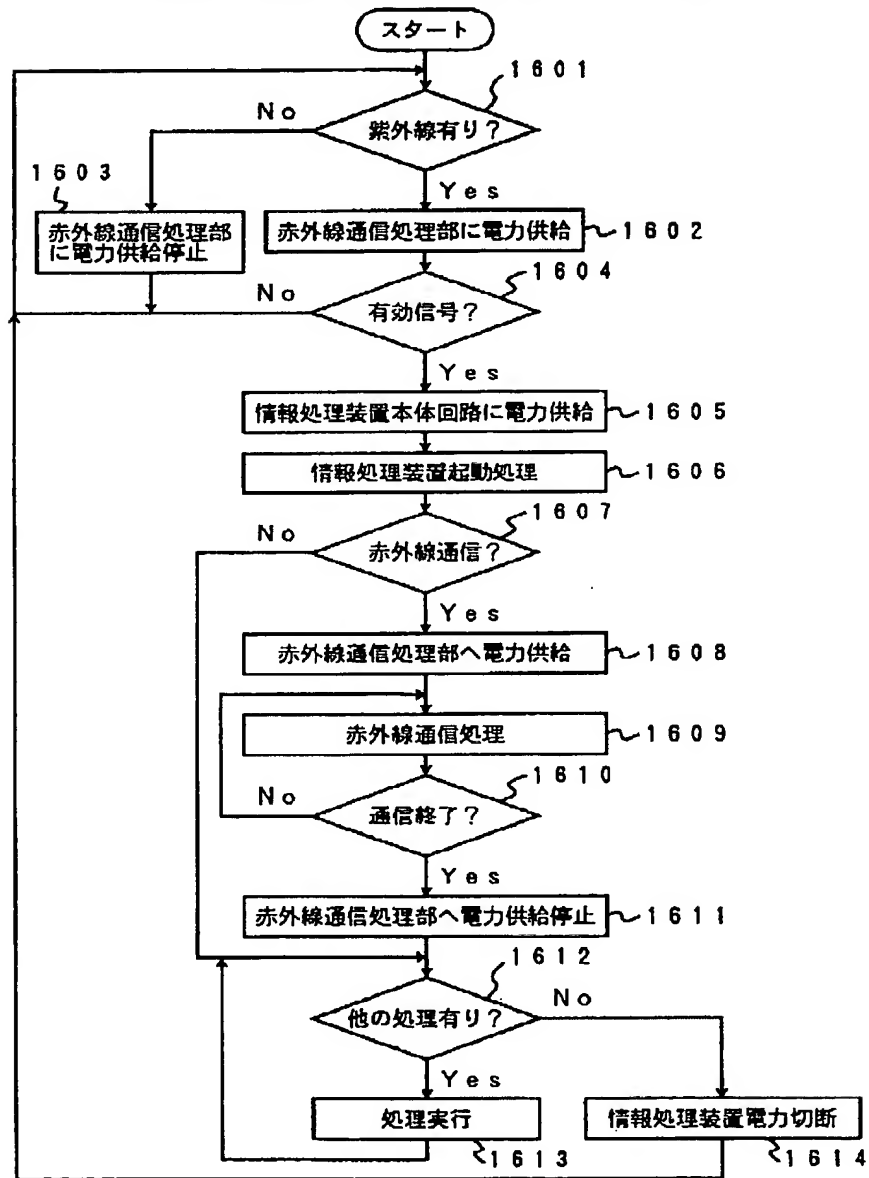 スタート
1601
紫外線有り？
No
Yes
1603
赤外線通信処理部
に電力供給停止
赤外線通信処理部に電力供給
1602
1604
No
有効信号？
Yes
情報処理装置本体回路に電力供給
1605
情報処理装置起動処理
1606
1607
No
赤外線通信？
Yes
赤外線通信処理部へ電力供給
1608
赤外線通信処理
1609
1610
No
通信終了？
Yes
赤外線通信処理部へ電力供給停止
1611
1612
他の処理有り？
No
Yes
処理実行
1613
情報処理装置電力切断
1614